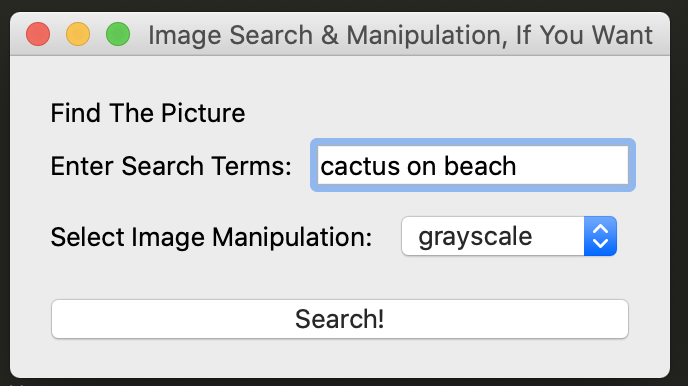 Image Search & Manipulation, If You Want
Find The Picture
Enter Search Terms: cactus on beach
Select Image Manipulation: grayscale
Search!